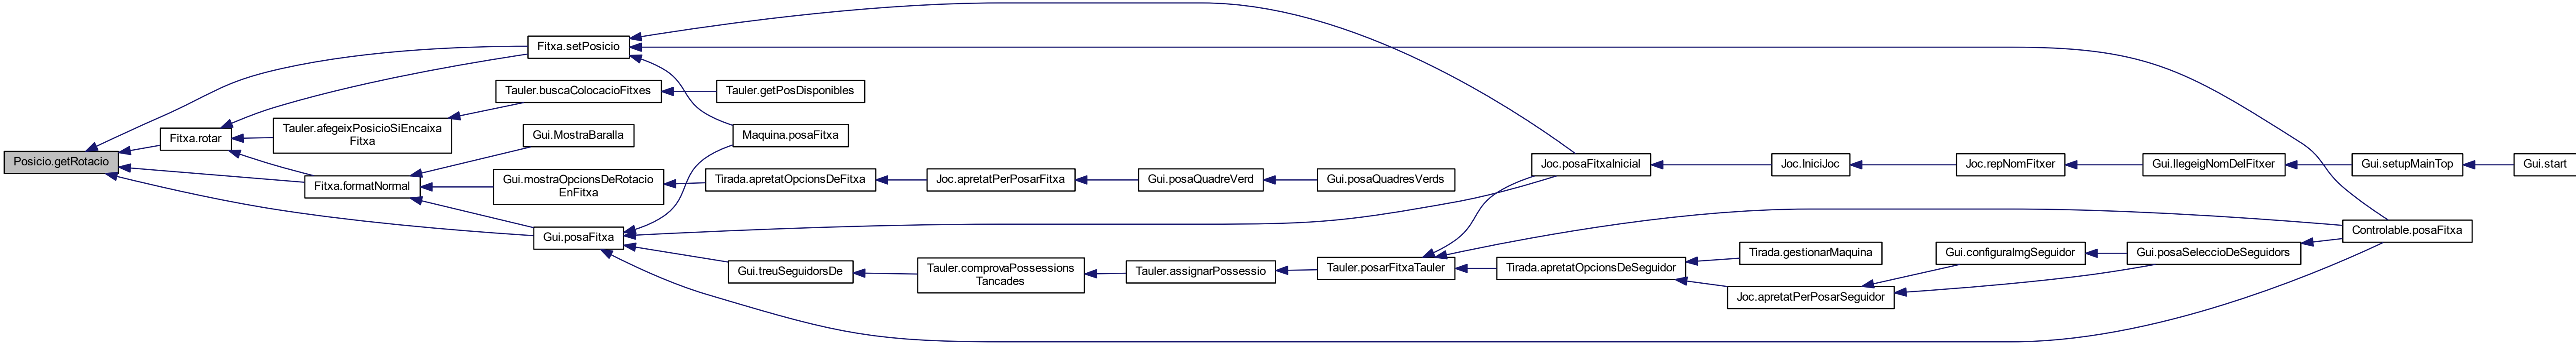 Posicio.getRotacio
Fitxa.rotar
Fitxa.setPosicio
Tauler.afegeixPosicioSiEncaixa
Fitxa
Fitxa.formatNormal
Tauler.buscaColocacioFitxes
Gui.MostraBaralla
Gui.mostraOpcionsDeRotacio
EnFitxa
Gui.posaFitxa
Tauler.getPosDisponibles
Maquina.posaFitxa
Tirada.apretatOpcionsDeFitxa
Gui.treuSeguidorsDe
Joc.apretatPerPosarFitxa
Tauler.comprovaPossessions
Tancades
Gui.posaQuadreVerd
Tauler.assignarPossessio
Gui.posaQuadresVerds
Tauler.posarFitxaTauler
Joc.posaFitxaInicial
Tirada.apretatOpcionsDeSeguidor
Joc.IniciJoc
Tirada.gestionarMaquina
Joc.apretatPerPosarSeguidor
Joc.repNomFitxer
Gui.configuraImgSeguidor
Gui.llegeigNomDelFitxer
Gui.posaSeleccioDeSeguidors
Gui.setupMainTop
Controlable.posaFitxa
Gui.start